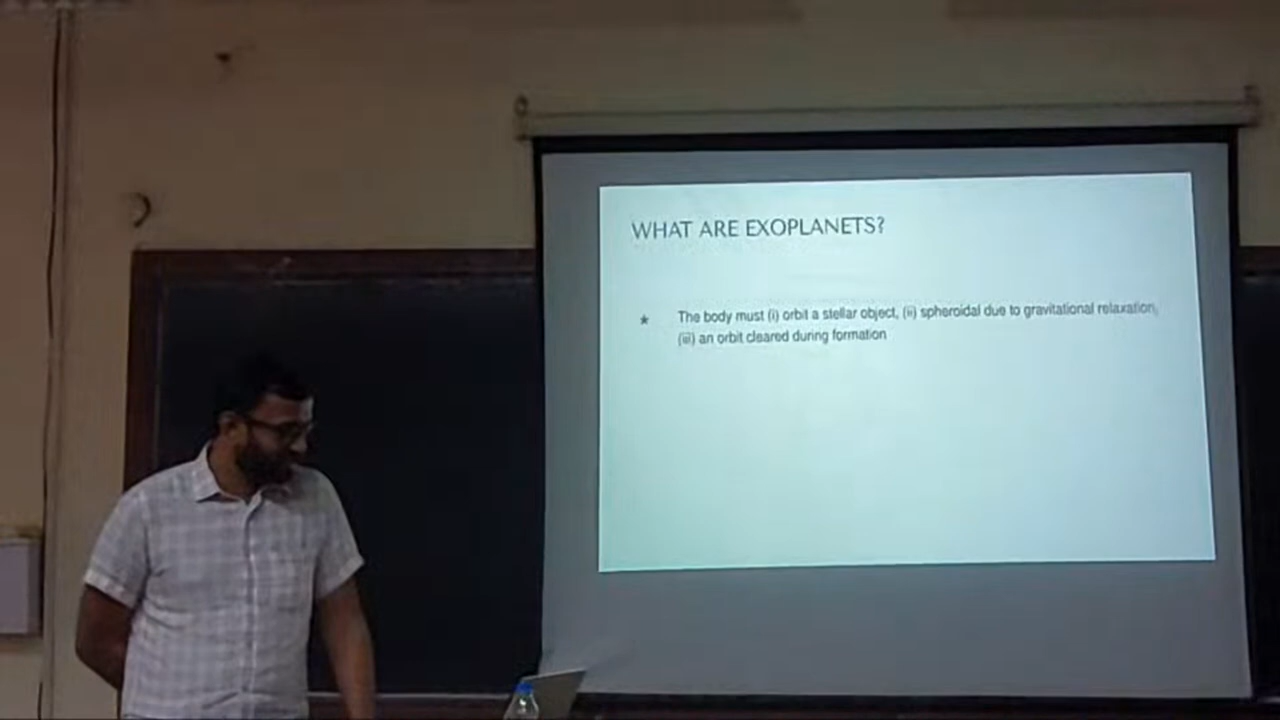 WHAT ARE EXOPLANETS?
★ The body must (i) orbit a stellar object, (ii) spheroidal due to gravitational relaxation,
(iii) an orbit cleared during formation